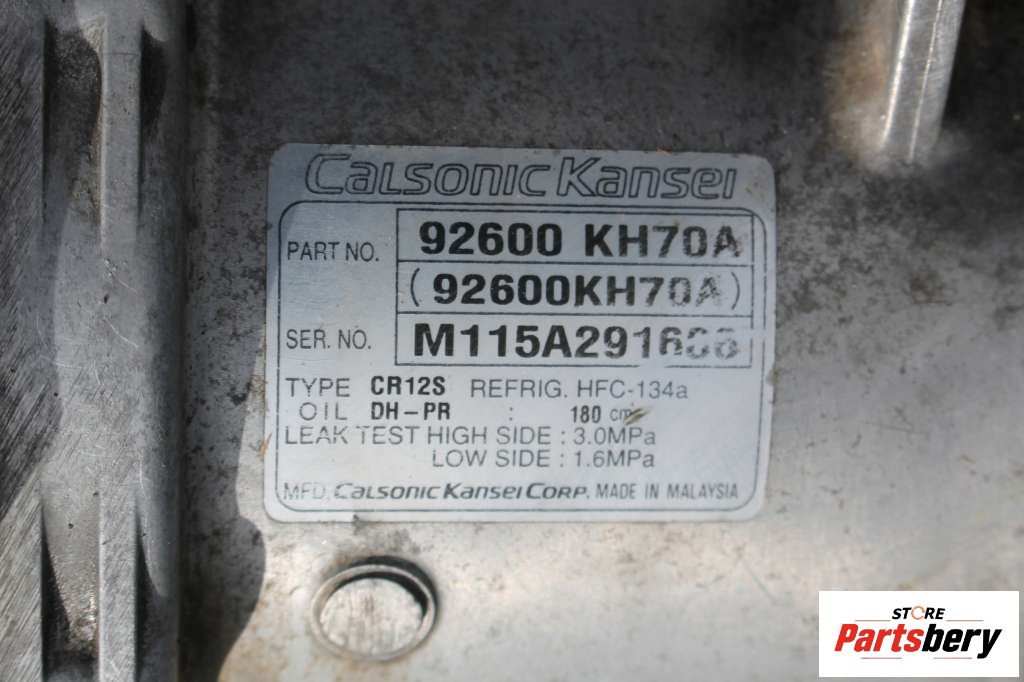 Calsonic Kansei
PART NO. 92600 KH70A
(92600KH70A)
SER. NO.
TYPE CR12S REFRIG. HFC-134a
OIL DH-PR : 180 cm³
LEAK TEST HIGH SIDE : 3.0MPa
LOW SIDE : 1.6MPa
MFD. Calsonic Kansei Corp. MADE IN MALAYSIA
STORE
Partsbery